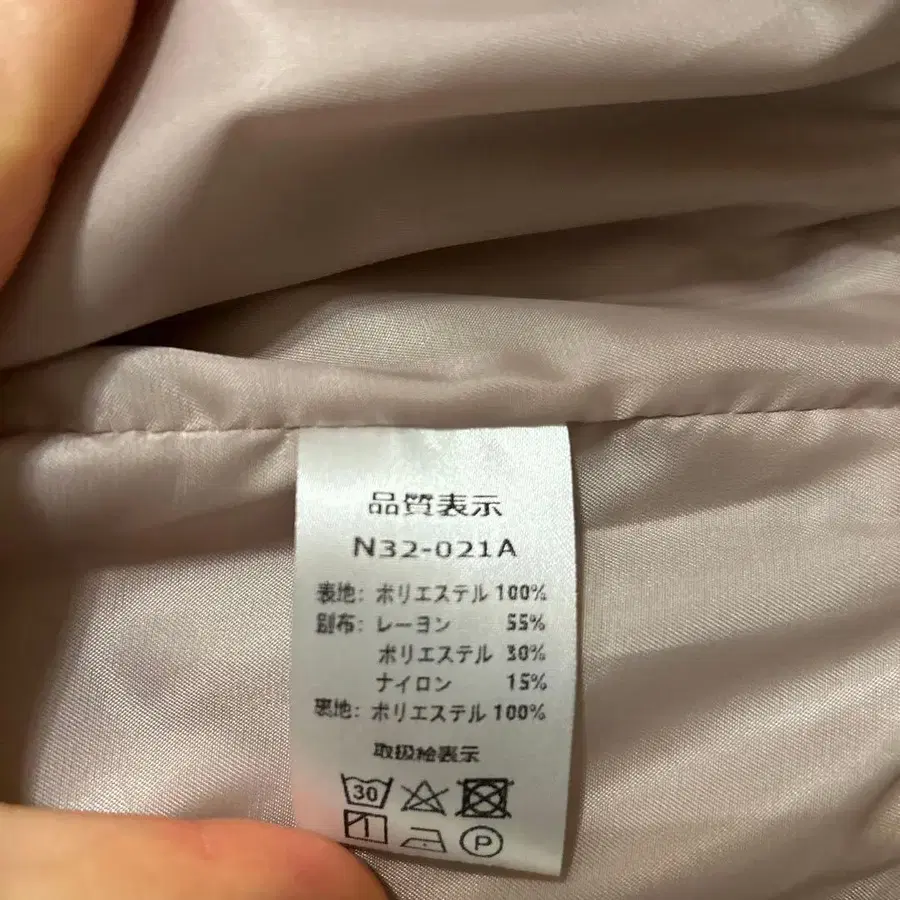 品質表示
N32-021A
表地: ポリエステル 100%
別布: レーヨン 55%
ポリエステル 30%
ナイロン 15%
裏地: ポリエステル 100%
取扱絵表示
30
P